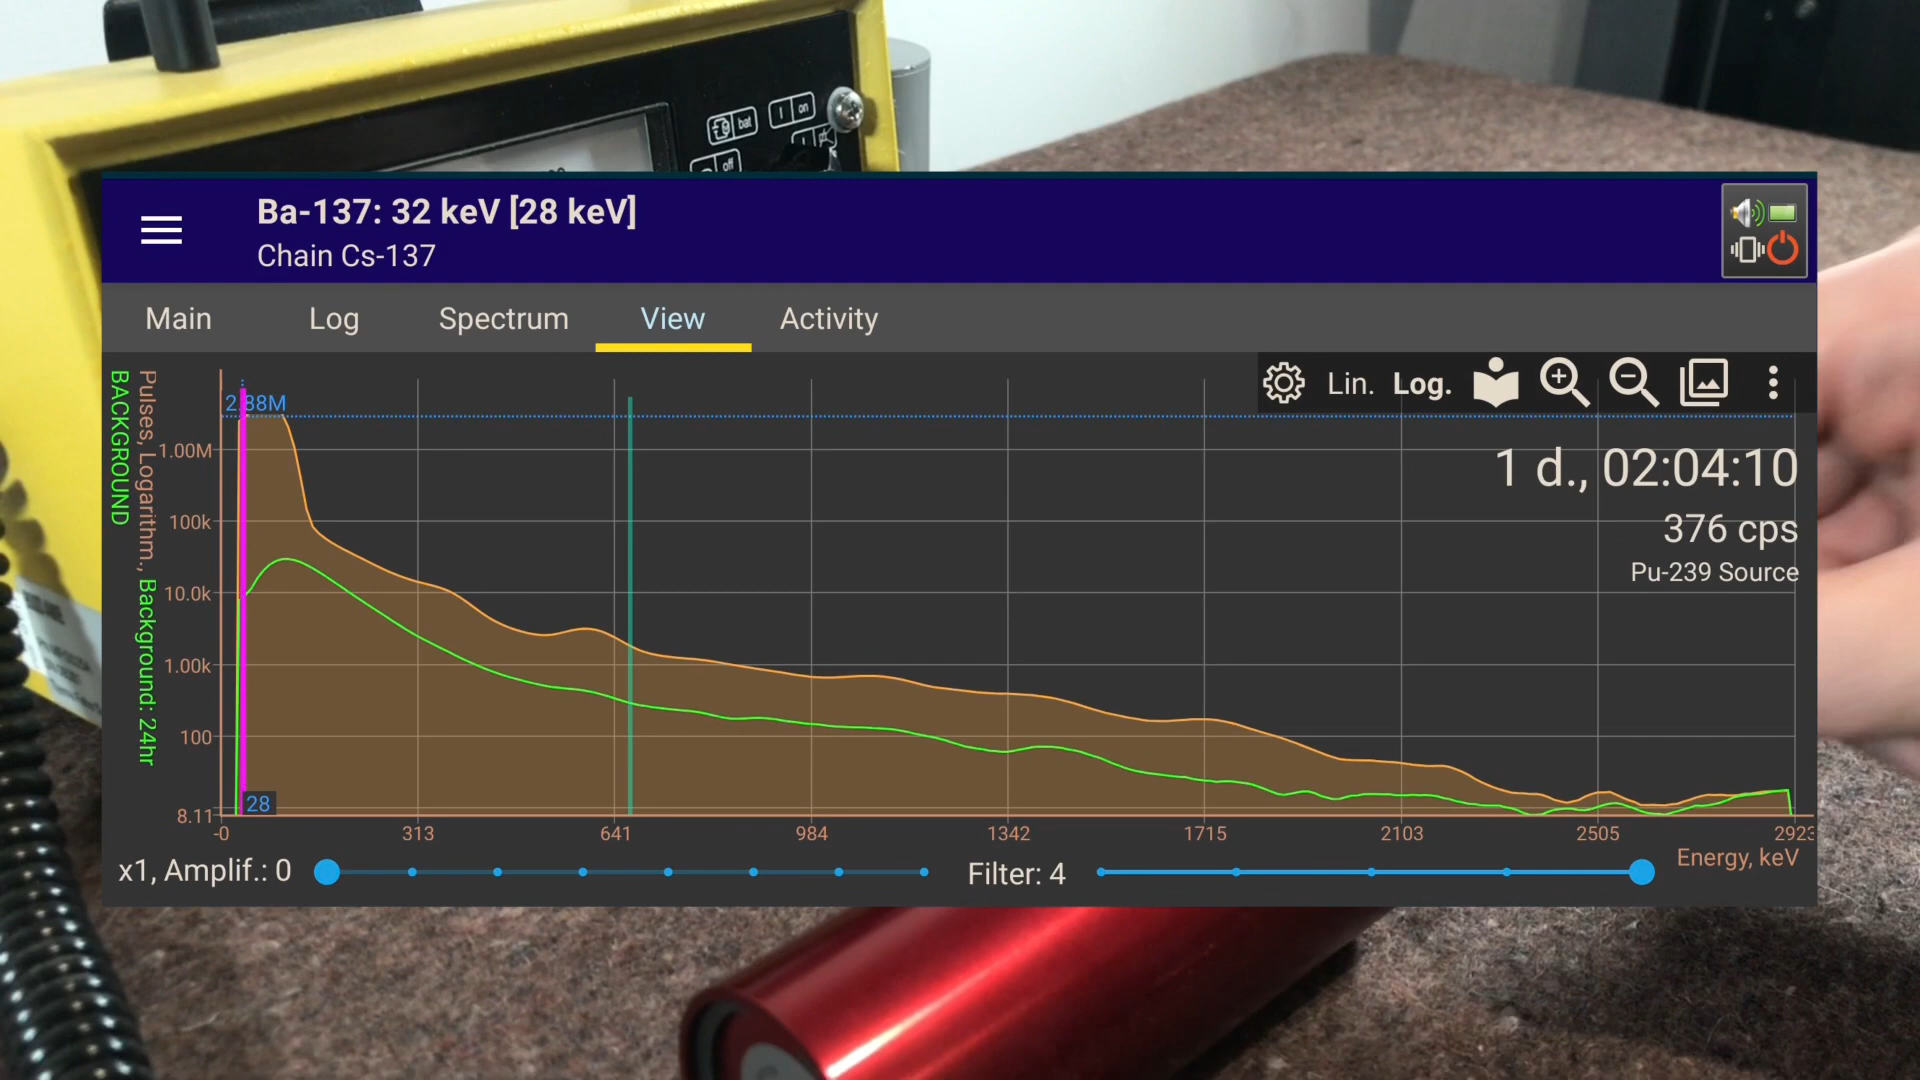 bat
on
off
Ba-137: 32 keV [28 keV]
Chain Cs-137
Main
Log
Spectrum
View
Activity
Lin.
Log.
BACKGROUND
Pulses, Logarithm., Background: 24hr
2.88M
1.00M
100k
10.0k
1.00k
100
8.11
1 d., 02:04:10
376 cps
Pu-239 Source
28
-0
313
641
984
1342
1715
2103
2505
2923
Energy, keV
x1, Amplif.: 0
Filter: 4